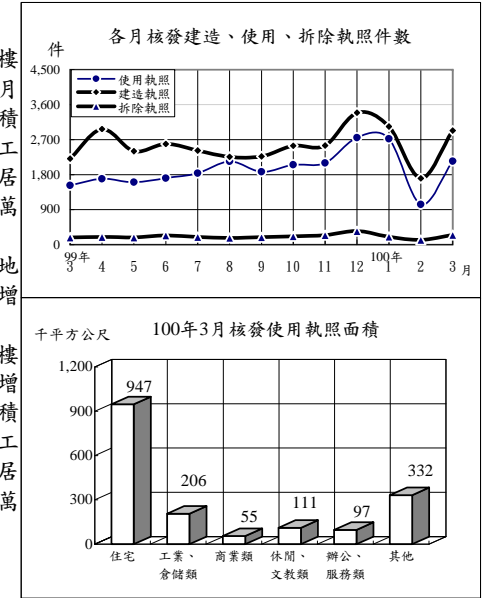 樓
月
積
工
居
萬
地
增
樓
增
積
工
居
萬
各月核發建造、使用、拆除執照件數
件
4,500
3,600
2,700
1,800
900
0
使用執照
建造執照
拆除執照
99年 100年
3 4 5 6 7 8 9 10 11 12 1 2 3 月
100年3月核發使用執照面積
千平方公尺
1,200
900
600
300
0
947 206 55 111 97 332
住宅 工業、 商業類 休閒、 辦公、 其他
倉儲類 文教類 服務類